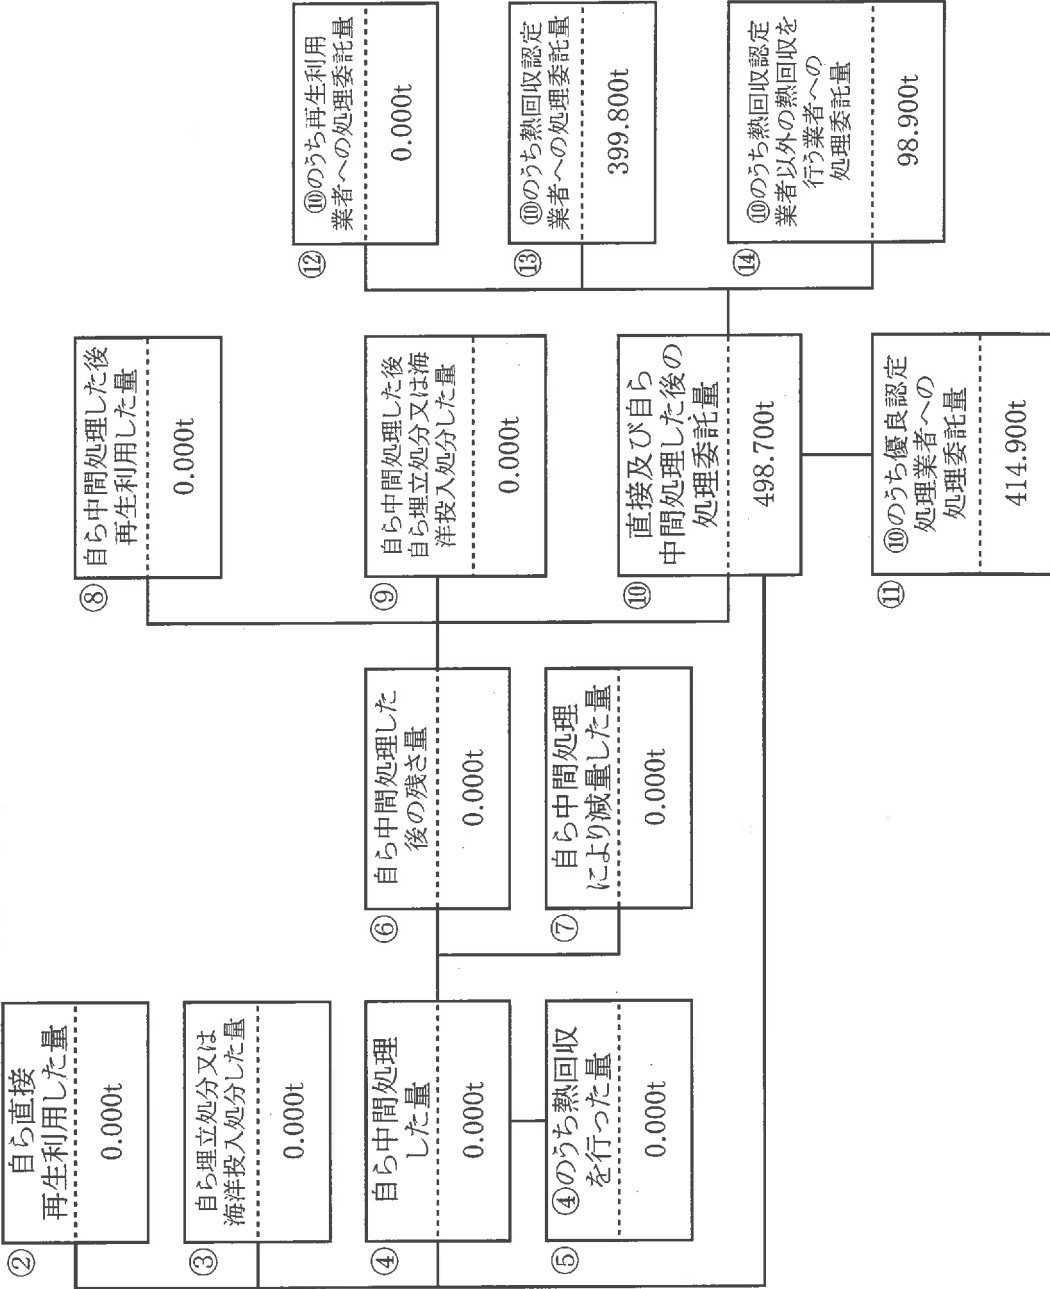 ②
自ら直接
再生利用した量
0.000t
③
自ら埋立処分又は
海洋投入処分した量
0.000t
④
自ら中間処理
した量
0.000t
⑤
④のうち熱回収
を行った量
0.000t
⑥
自ら中間処理した
後の残さ量
0.000t
⑦
自ら中間処理
により減量した量
0.000t
⑧
自ら中間処理した後
再生利用した量
0.000t
⑨
自ら中間処理した後
自ら埋立処分又は海
洋投入処分した量
0.000t
⑩
直接及び自ら
中間処理した後の
処理委託量
498.700t
⑪
⑩のうち優良認定
処理業者への
処理委託量
414.900t
⑫
⑩のうち再生利用
業者への処理委託量
0.000t
⑬
⑩のうち熱回収認定
業者への処理委託量
399.800t
⑭
⑩のうち熱回収認定
業者以外の熱回収を
行う業者への
処理委託量
98.900t